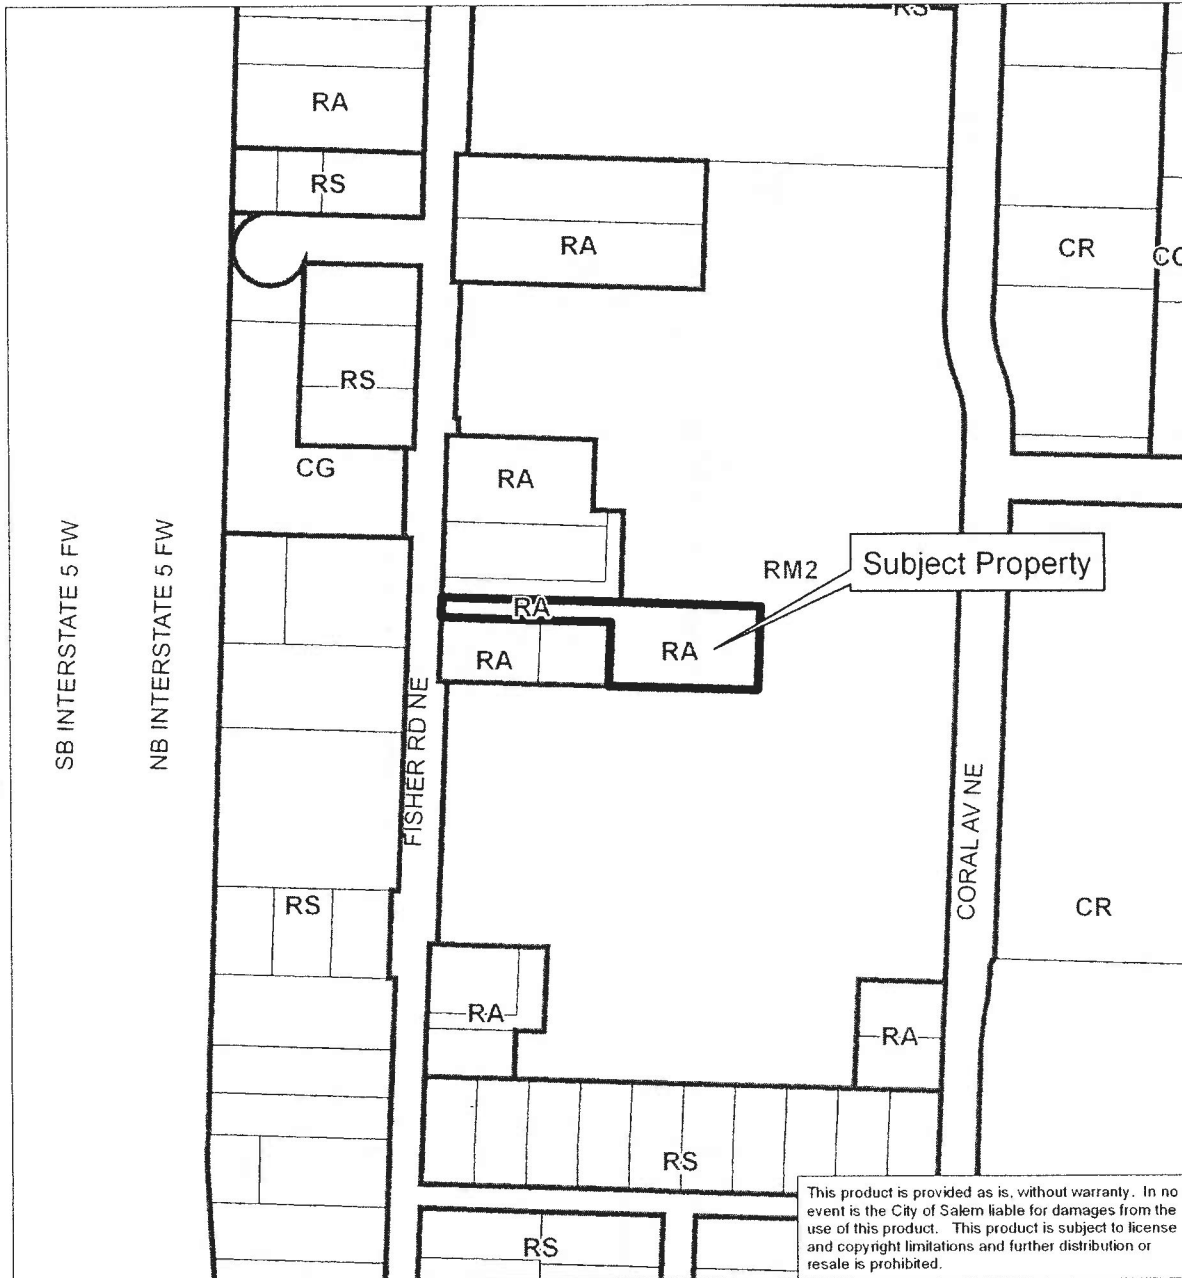 RS
RA
RS
RA
CR
RS
CG
RA
SB INTERSTATE 5 FW
NB INTERSTATE 5 FW
RM2
Subject Property
RA
RA
RA
FISHER RD NE
CORAL AV NE
RS
CR
RA
RA
RS
RS
This product is provided as is, without warranty. In no
event is the City of Salem liable for damages from the
use of this product. This product is subject to license
and copyright limitations and further distribution or
resale is prohibited.